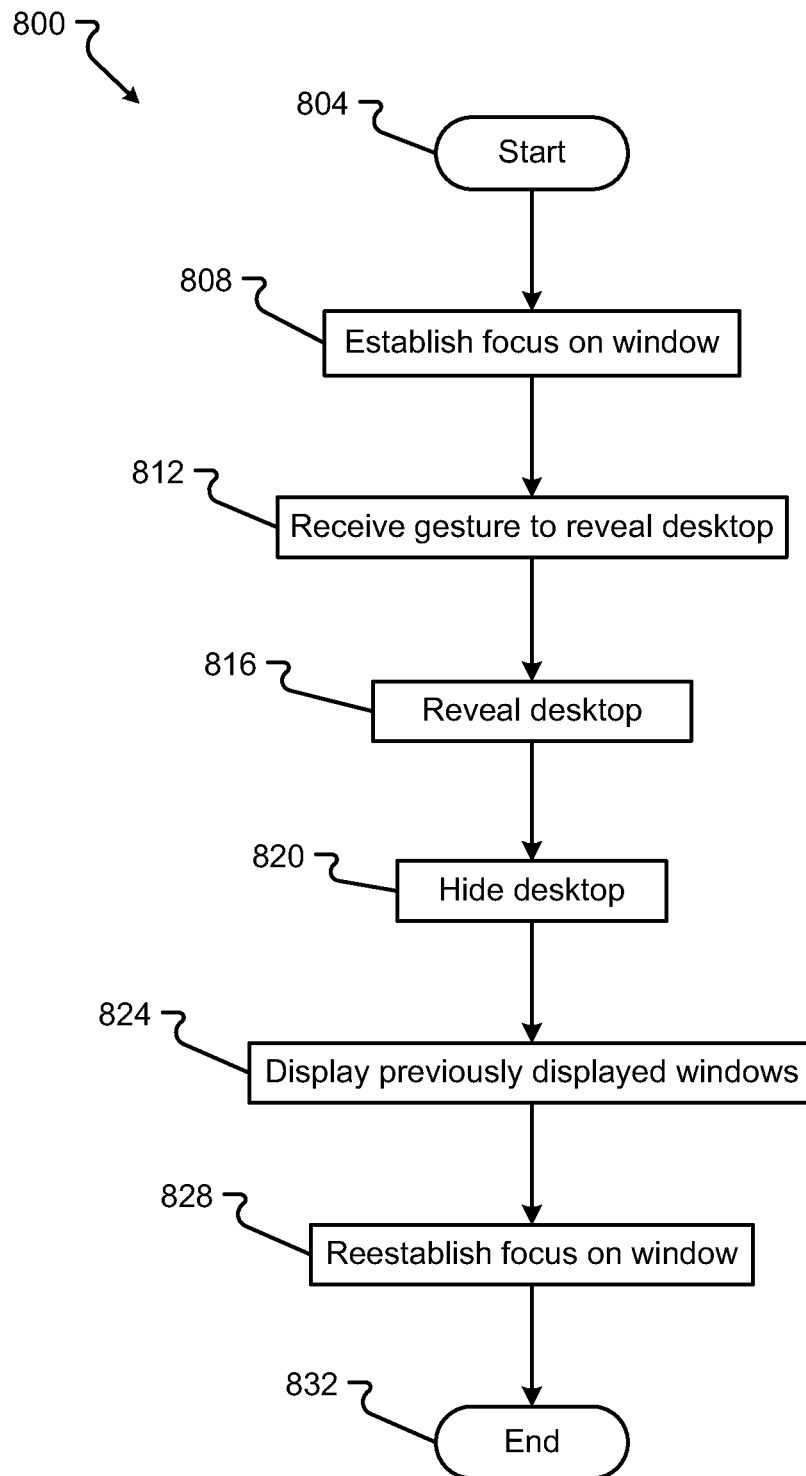 800
804
Start
808
Establish focus on window
812
Receive gesture to reveal desktop
816
Reveal desktop
820
Hide desktop
824
Display previously displayed windows
828
Reestablish focus on window
832
End